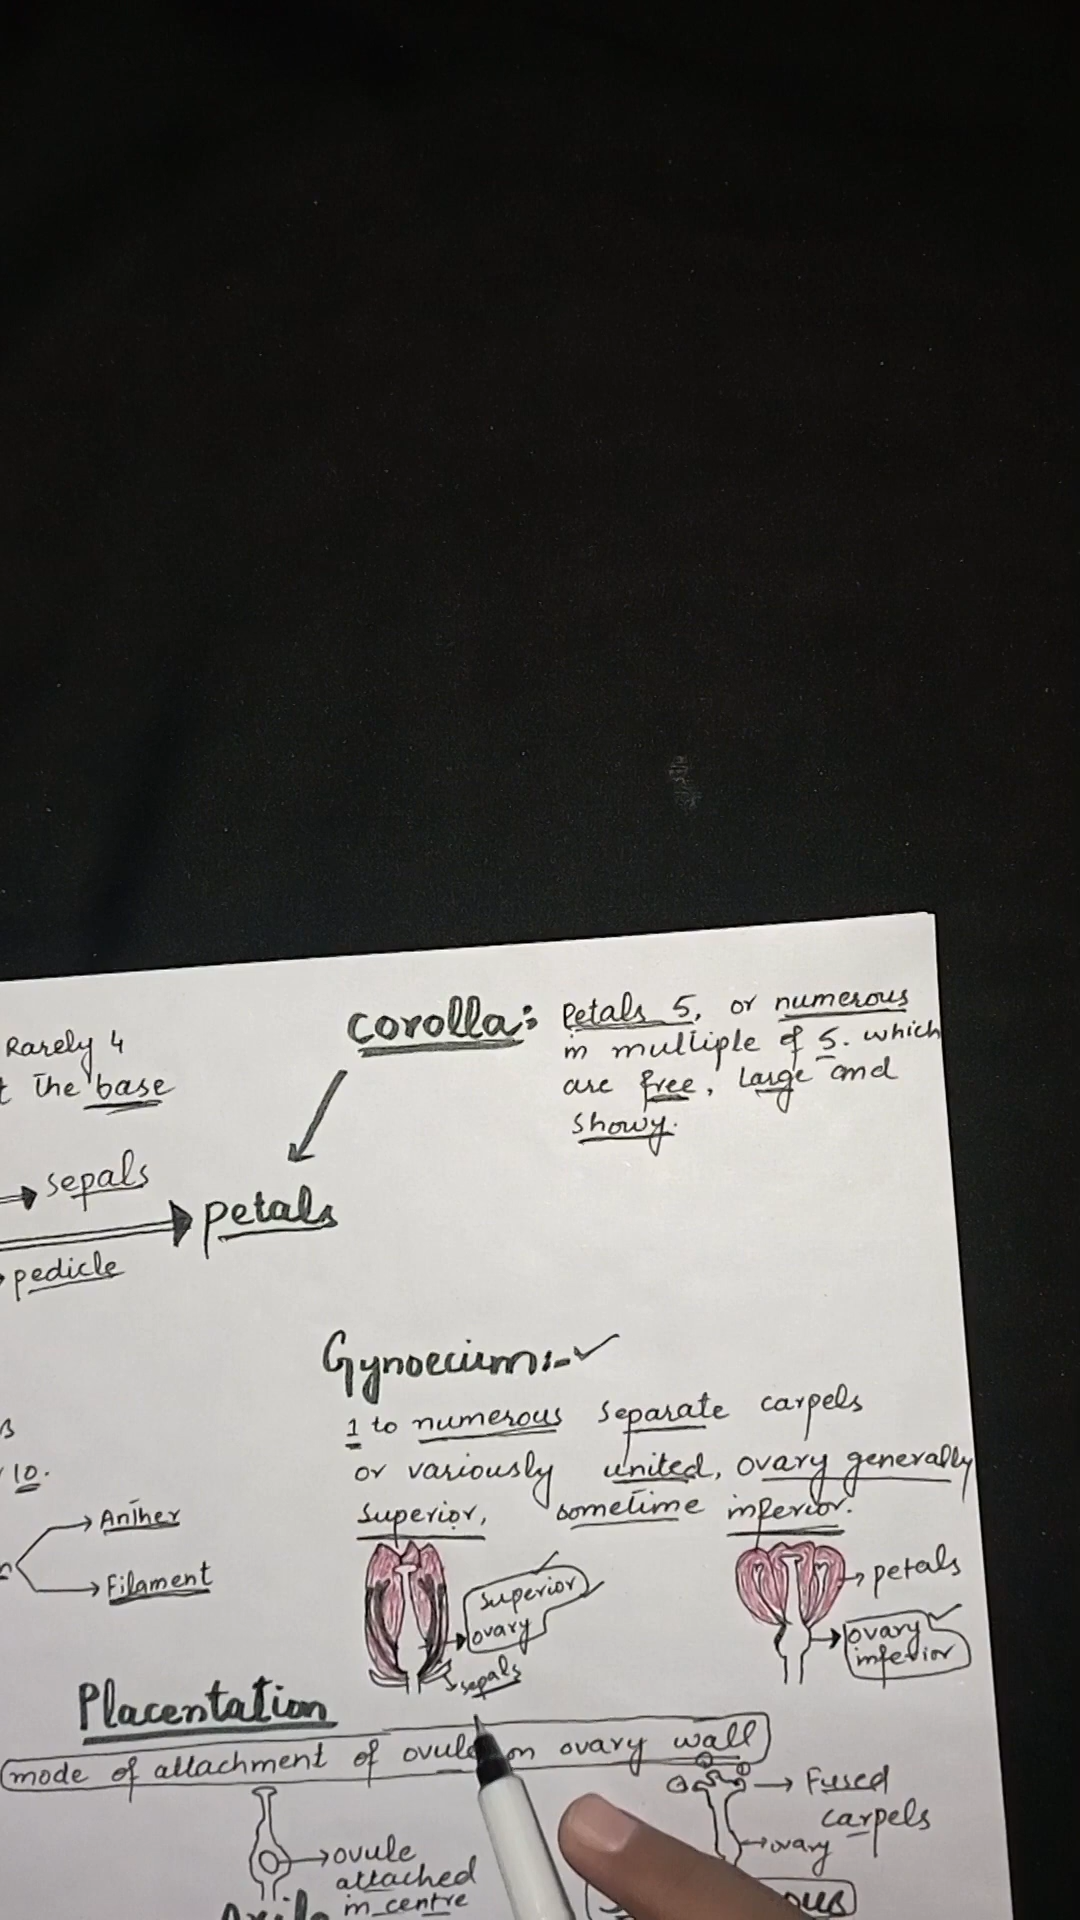 Rarely 4
the base
sepals
petals
pedicle
corolla:
Petals 5, or numerous
in multiple of 5. which
are free, Large and
showy.
10.
Anther
Filament
Gynoecium:-
1 to numerous separate carpels
or variously united, ovary generally
superior, sometime inferior.
superior
ovary
sepals
petals
ovary
inferior
Placentation
mode of attachment of ovule on ovary wall
ovule
attached
in centre
Fused
carpels
ovary